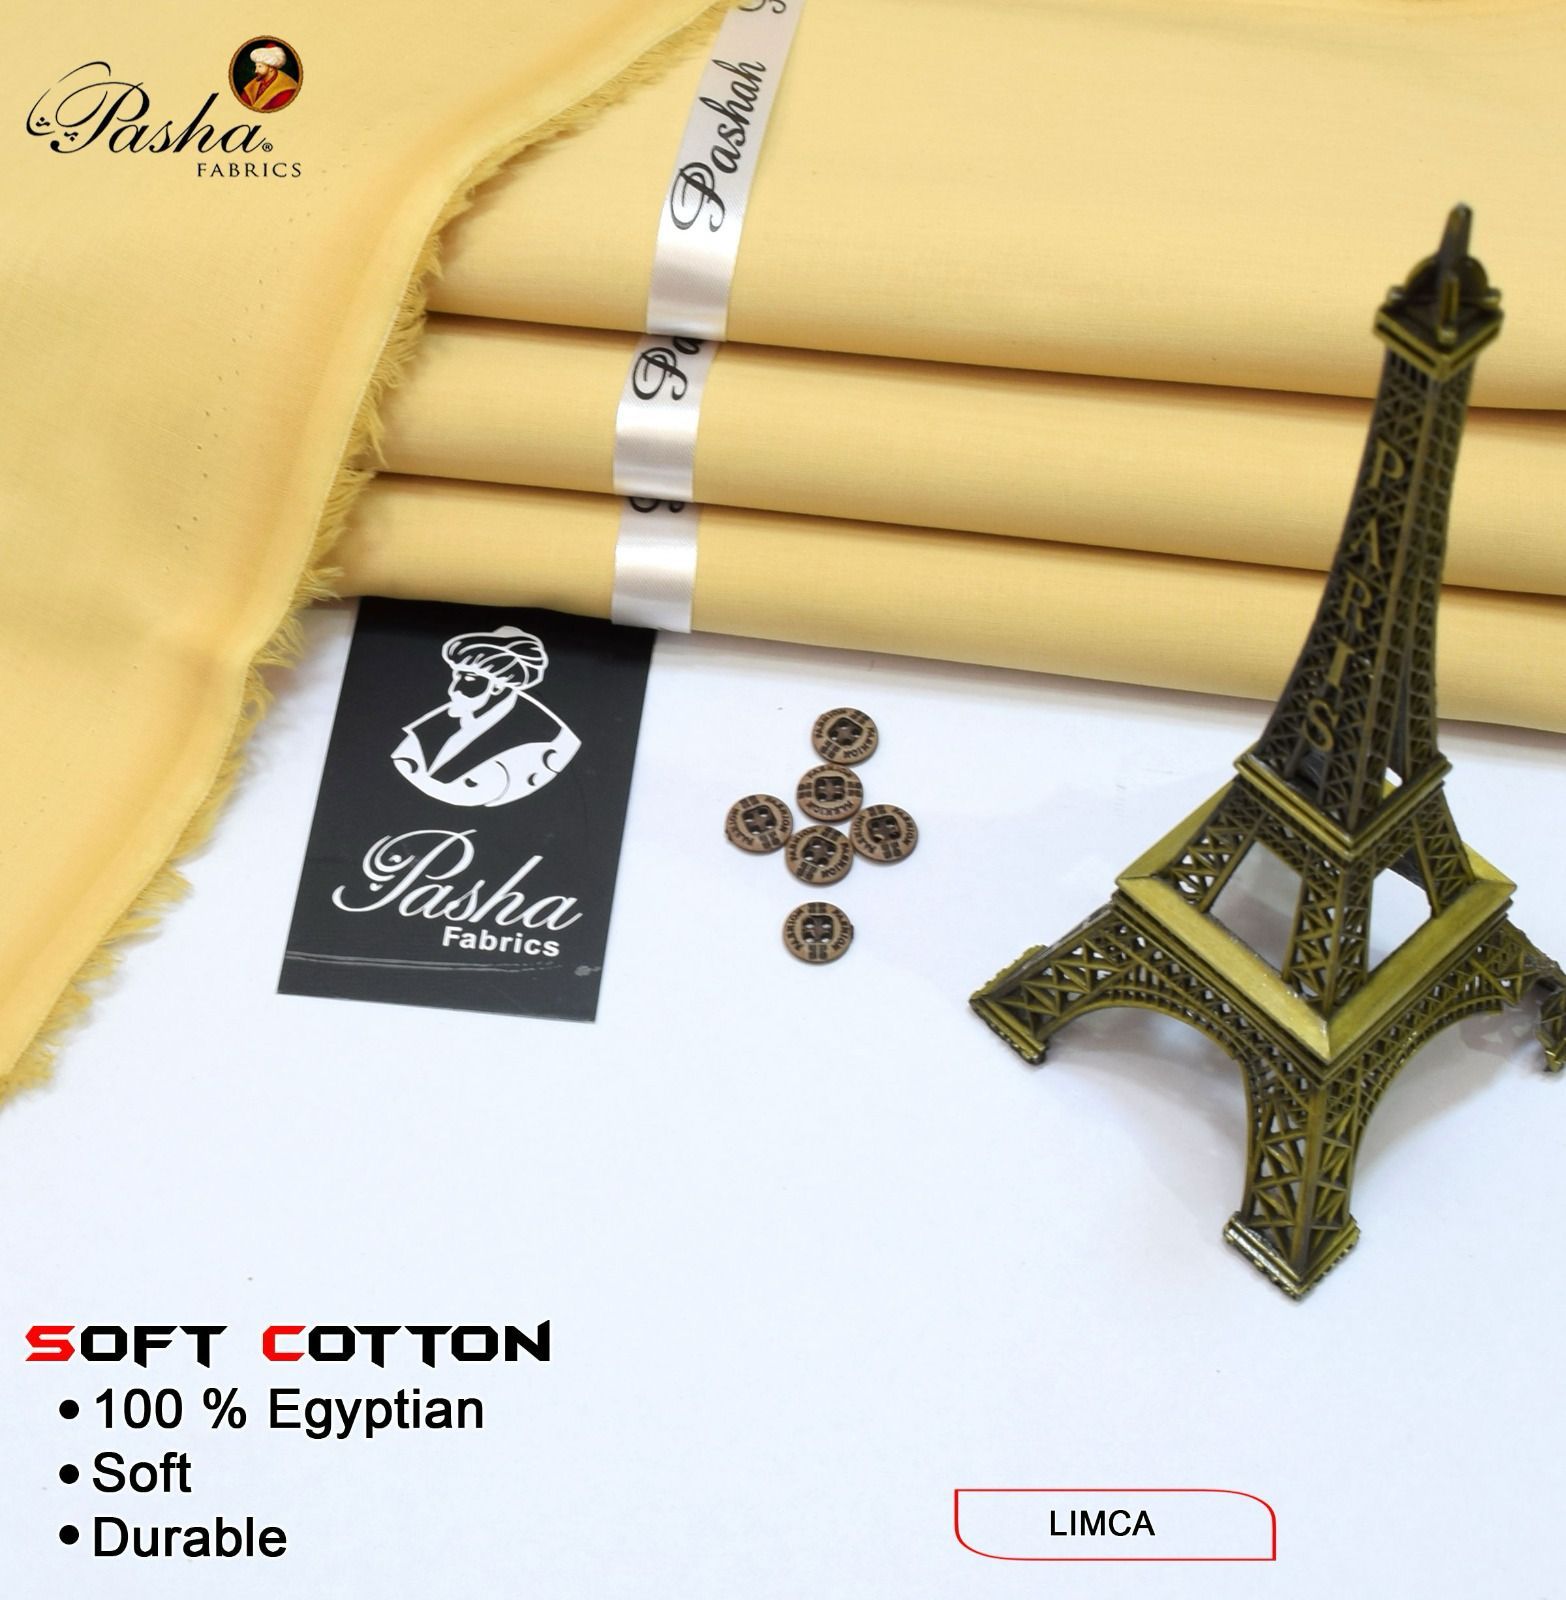 Pasha®
FABRICS
Pashah
Pa
PARIS
Pasha
Fabrics
SOFT COTTON
• 100 % Egyptian
• Soft
• Durable
LIMCA